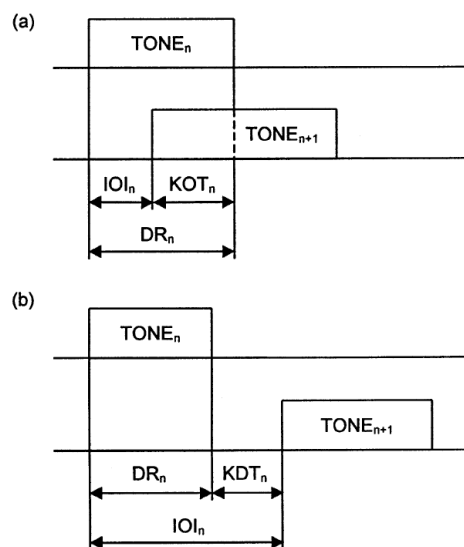 (a)
TONEₙ
TONEₙ₊₁
IOIₙ KOTₙ
DRₙ
(b)
TONEₙ
TONEₙ₊₁
DRₙ KDTₙ
IOIₙ